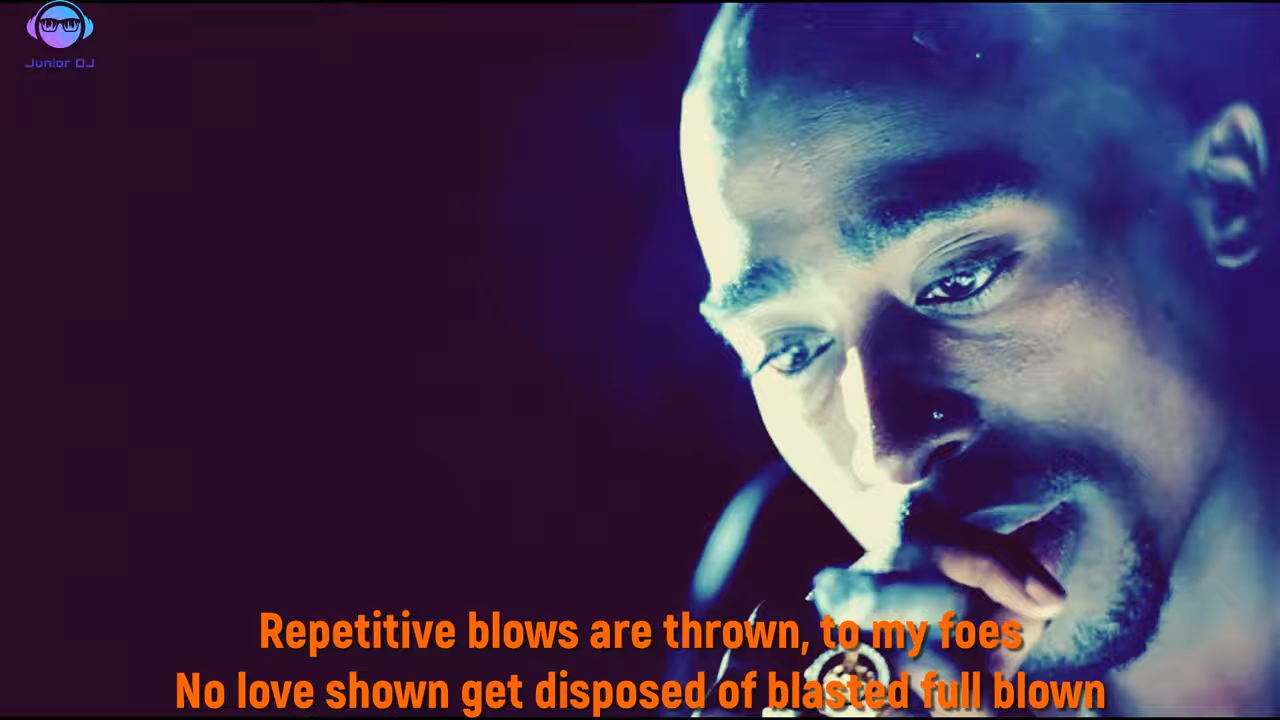 Junior DJ
Repetitive blows are thrown, to my foes
No love shown get disposed of blasted full blown